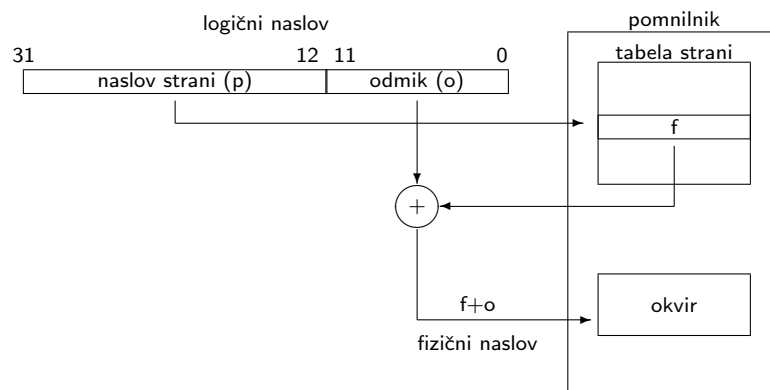 logični naslov
pomnilnik
31 12 11 0
tabela strani
naslov strani (p) odmik (o)
f
+
f+o
okvir
fizični naslov